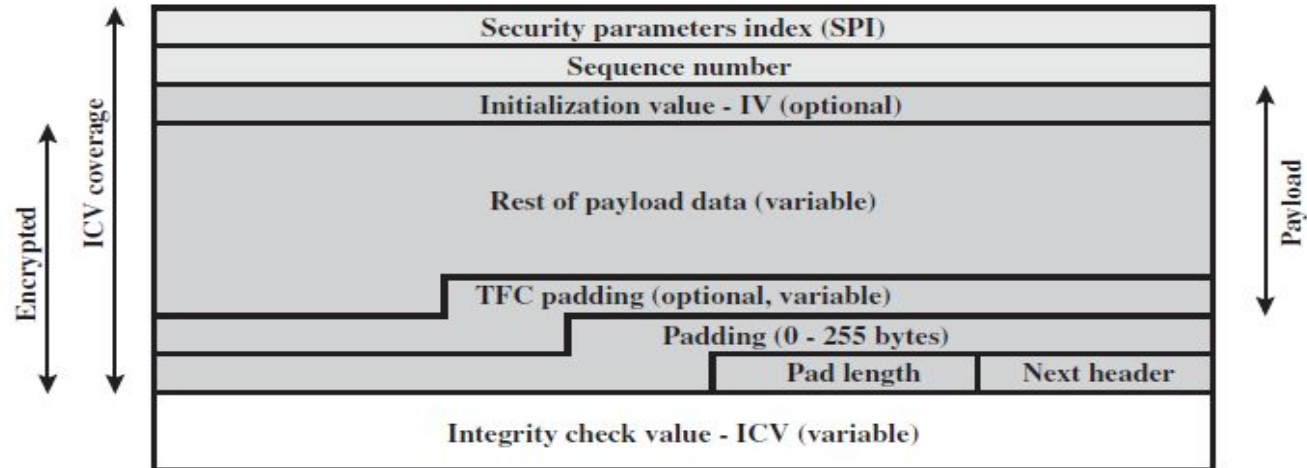 Security parameters index (SPI)
Sequence number
Initialization value - IV (optional)
Rest of payload data (variable)
TFC padding (optional, variable)
Padding (0 - 255 bytes)
Pad length
Next header
Integrity check value - ICV (variable)
Encrypted
ICV coverage
Payload